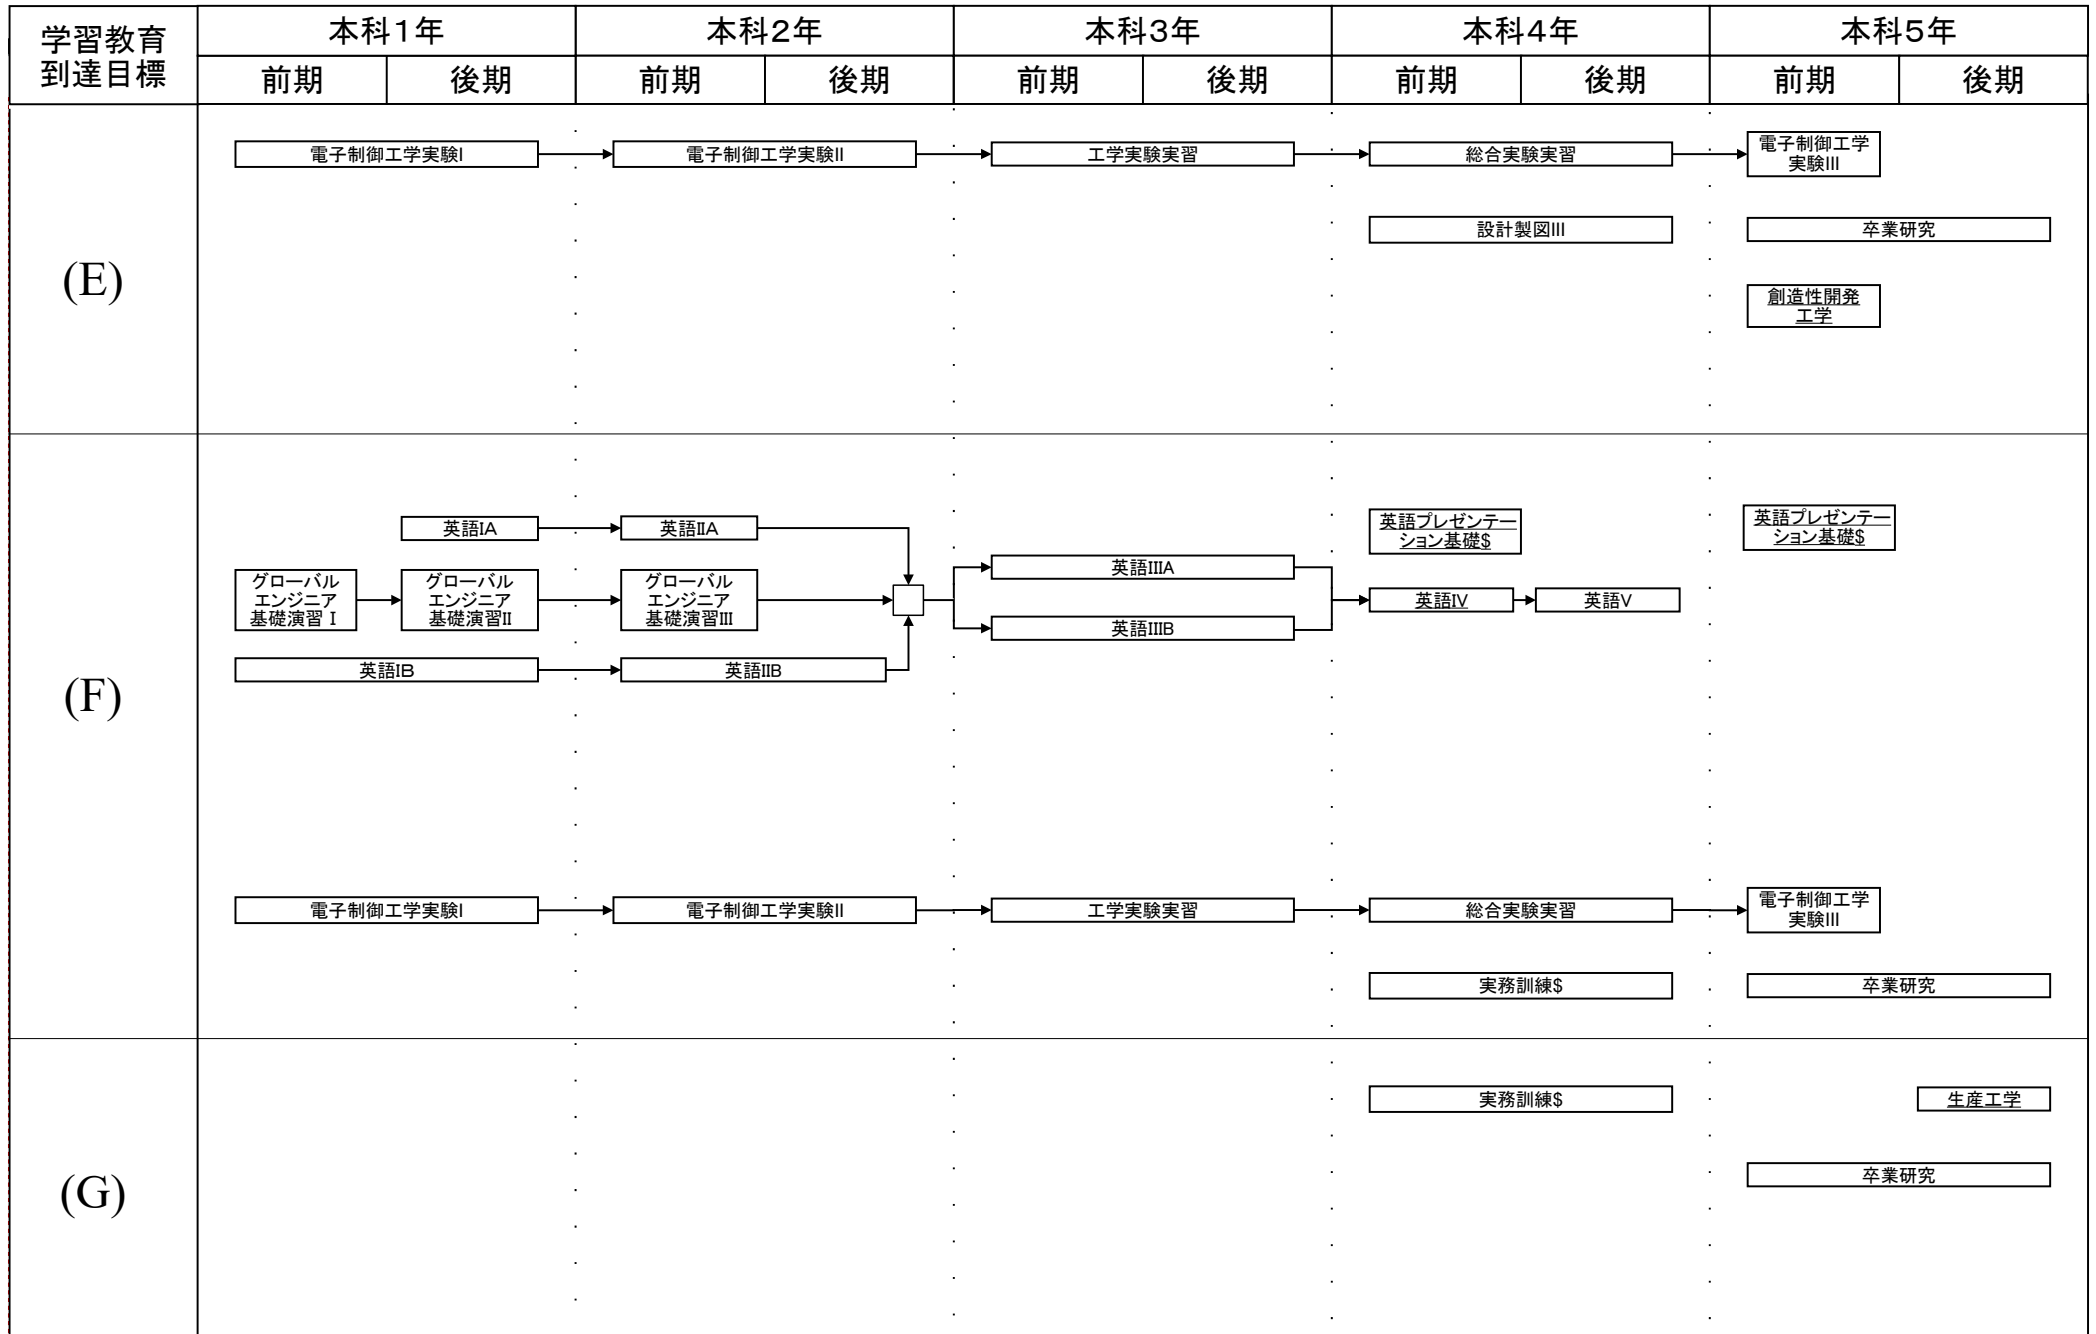 学習教育
到達目標
本科1年
本科2年
本科3年
本科4年
本科5年
前期
後期
前期
後期
前期
後期
前期
後期
前期
後期
(E)
電子制御工学実験I
電子制御工学実験II
工学実験実習
総合実験実習
電子制御工学
実験III
設計製図III
卒業研究
創造性開発
工学
(F)
英語IA
英語IIA
英語プレゼンテー
ション基礎$
英語プレゼンテー
ション基礎$
グローバル
エンジニア
基礎演習 I
グローバル
エンジニア
基礎演習II
グローバル
エンジニア
基礎演習III
英語IIIA
英語IIIB
英語IV
英語V
英語IB
英語IIB
電子制御工学実験I
電子制御工学実験II
工学実験実習
総合実験実習
電子制御工学
実験III
実務訓練$
卒業研究
(G)
実務訓練$
生産工学
卒業研究